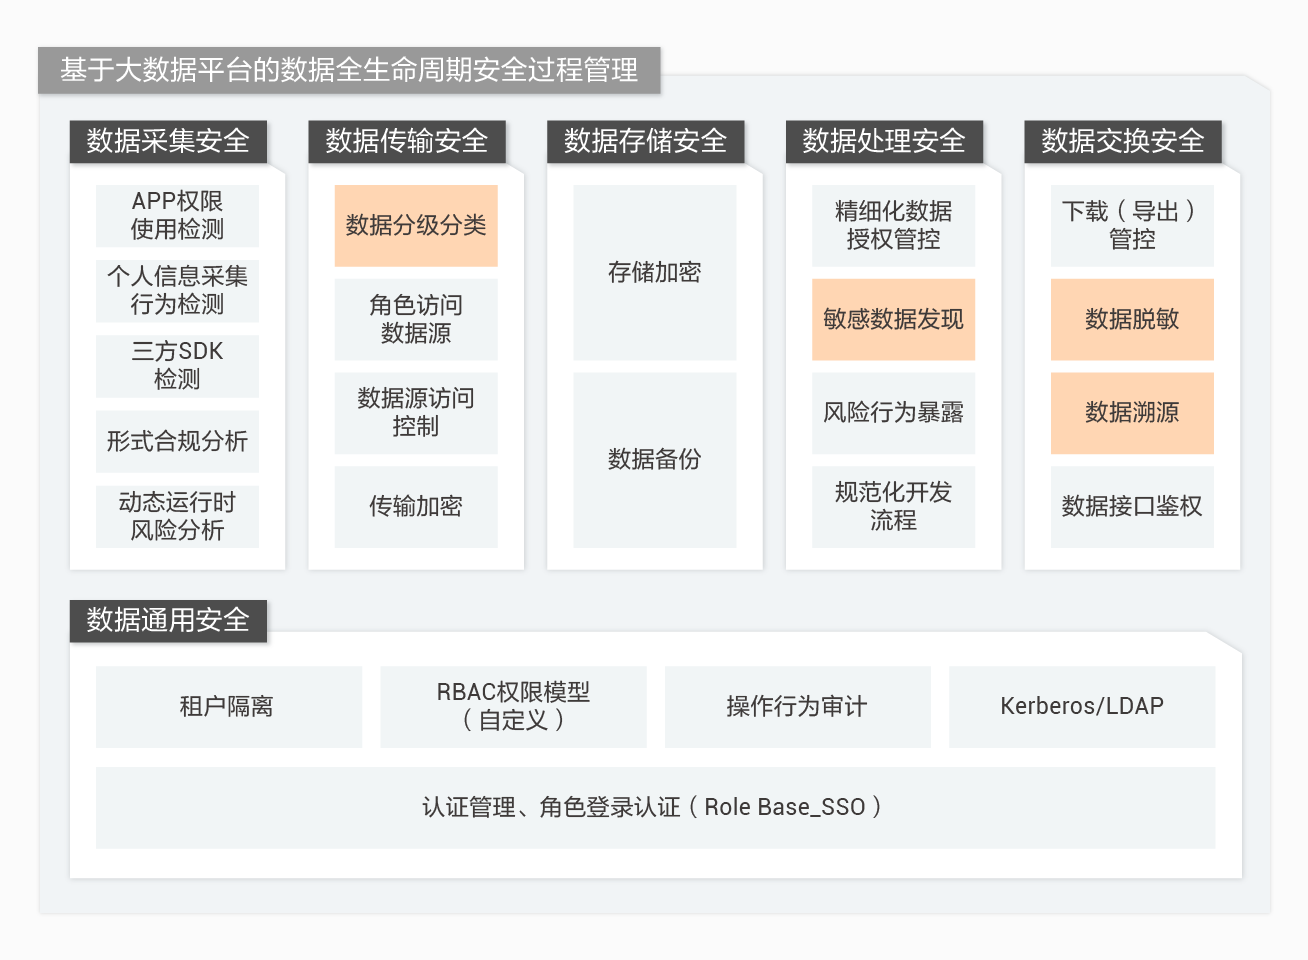 基于大数据平台的数据全生命周期安全过程管理
数据采集安全
APP权限
使用检测
个人信息采集
行为检测
三方SDK
检测
形式合规分析
动态运行时
风险分析
数据传输安全
数据分级分类
角色访问
数据源
数据源访问
控制
传输加密
数据存储安全
存储加密
数据备份
数据处理安全
精细化数据
授权管控
敏感数据发现
风险行为暴露
规范化开发
流程
数据交换安全
下载（导出）
管控
数据脱敏
数据溯源
数据接口鉴权
数据通用安全
租户隔离
RBAC权限模型
（自定义）
操作行为审计
Kerberos/LDAP
认证管理、角色登录认证（Role Base_SSO）